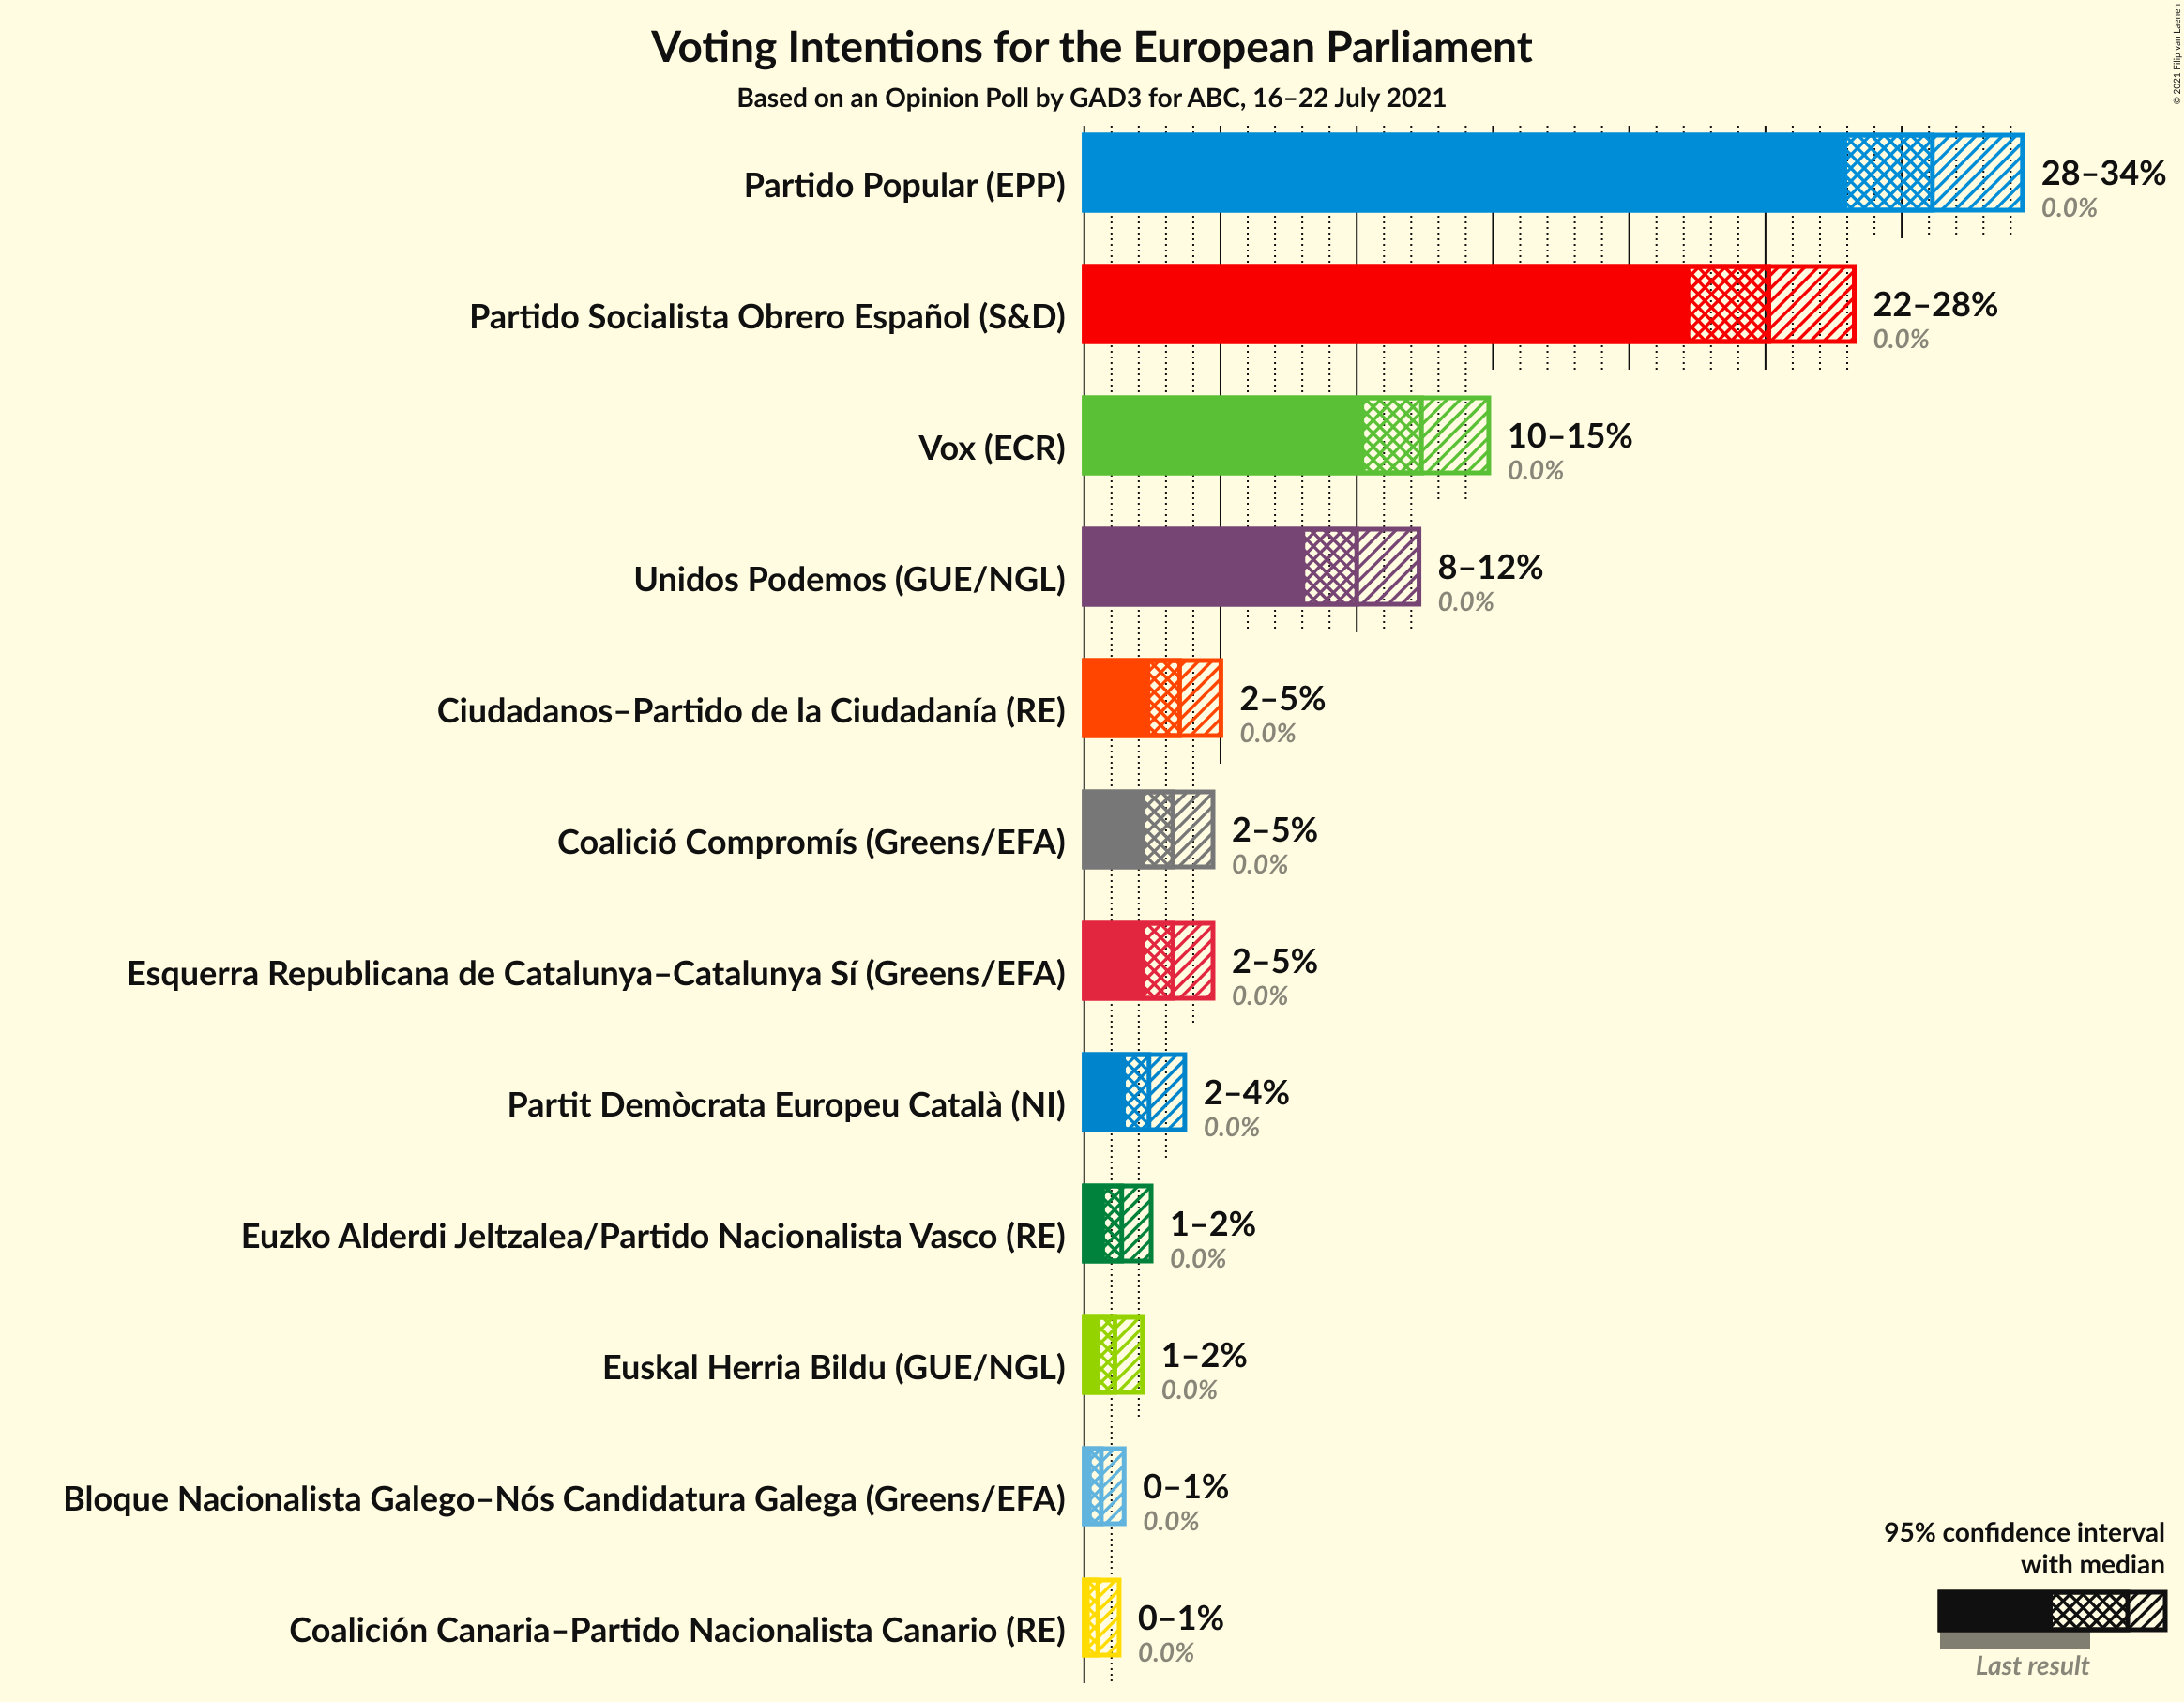 Voting Intentions for the European Parliament
Based on an Opinion Poll by GAD3 for ABC, 16–22 July 2021
© 2021 Filip van Laenen
Partido Popular (EPP)
28–34%
0.0%
Partido Socialista Obrero Español (S&D)
22–28%
0.0%
Vox (ECR)
10–15%
0.0%
Unidos Podemos (GUE/NGL)
8–12%
0.0%
Ciudadanos–Partido de la Ciudadanía (RE)
2–5%
0.0%
Coalició Compromís (Greens/EFA)
2–5%
0.0%
Esquerra Republicana de Catalunya–Catalunya Sí (Greens/EFA)
2–5%
0.0%
Partit Demòcrata Europeu Català (NI)
2–4%
0.0%
Euzko Alderdi Jeltzalea/Partido Nacionalista Vasco (RE)
1–2%
0.0%
Euskal Herria Bildu (GUE/NGL)
1–2%
0.0%
Bloque Nacionalista Galego–Nós Candidatura Galega (Greens/EFA)
0–1%
0.0%
Coalición Canaria–Partido Nacionalista Canario (RE)
0–1%
0.0%
95% confidence interval
with median
Last result